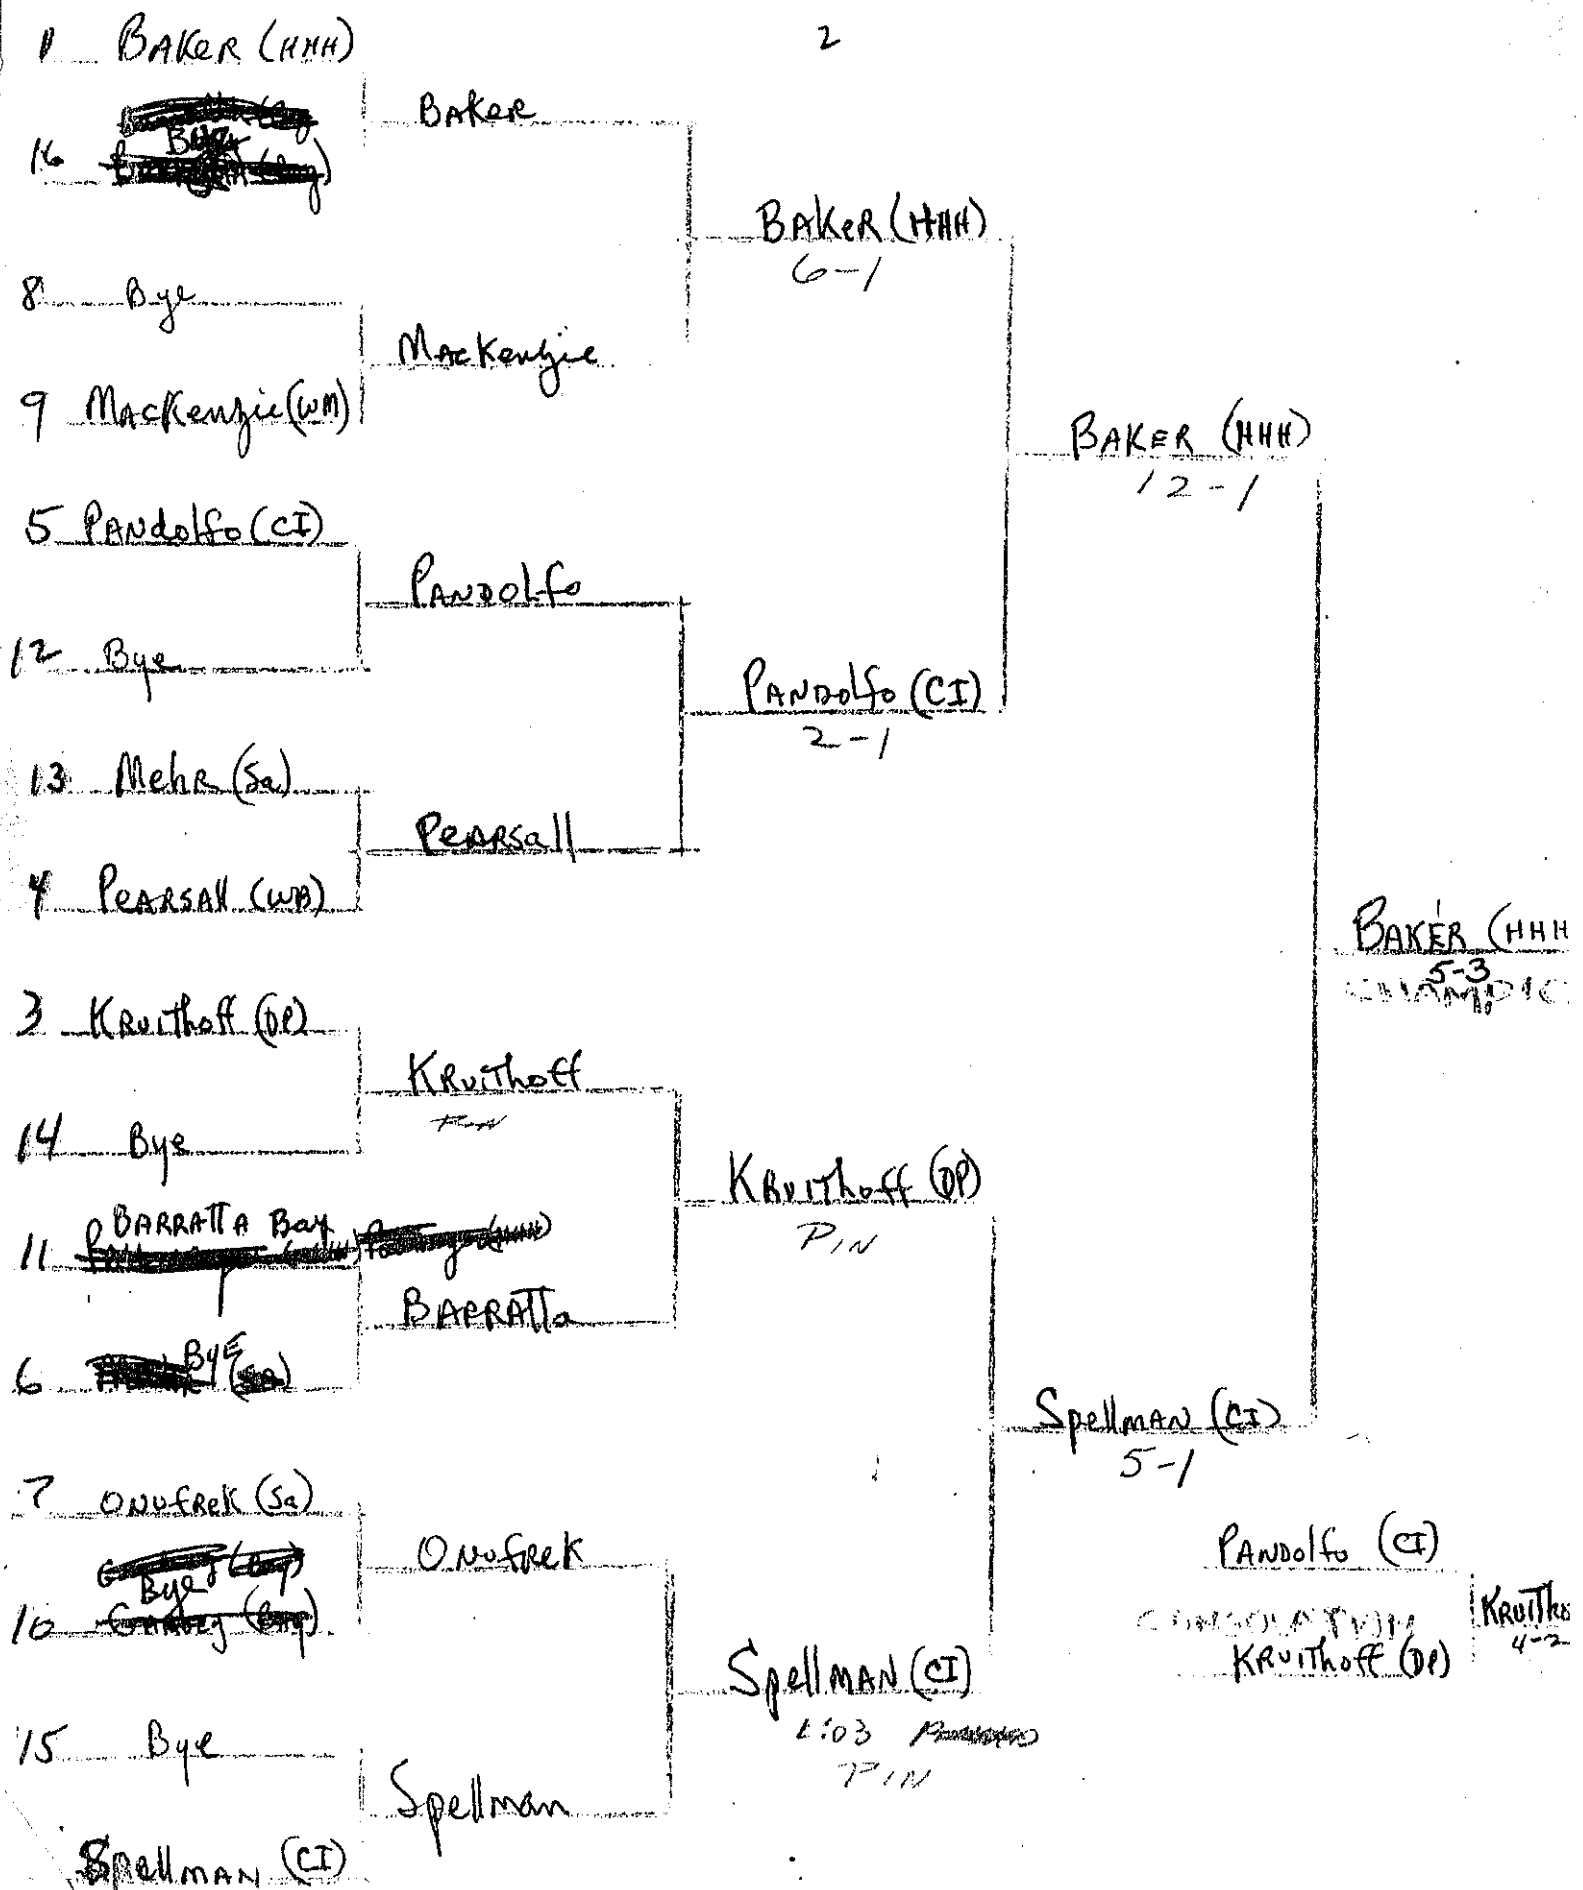 2
1 BAKER (HHH)
BAKER
16 Bye
BAKER (HHH)
6-1
8 Bye
MacKenzie
9 MacKenzie (WM)
BAKER (HHH)
12-1
5 PANdolfo (CI)
PANDOLfo
12 Bye
PANDOLfo (CI)
2-1
13 MehR (Sa)
PeARSall
4 PeARSAll (WB)
BAKER (HHH
5-3
CHAMPIO
3 KRuiThoff (DP)
KRuiThoff
14 Bye
KRuiThoff (DP)
PIN
11 BARRATTA Bay
BARRATTa
6 BYE
Spellman (CI)
5-1
7 ONUfRek (Sa)
ONUfRek
10 Bye
PANDolfo (CI)
CONSOLATION
KRUITho
4-2
KRUIThoff (DP)
Spellman (CI)
1:03
PIN
15 Bye
Spellman
Spellman (CI)